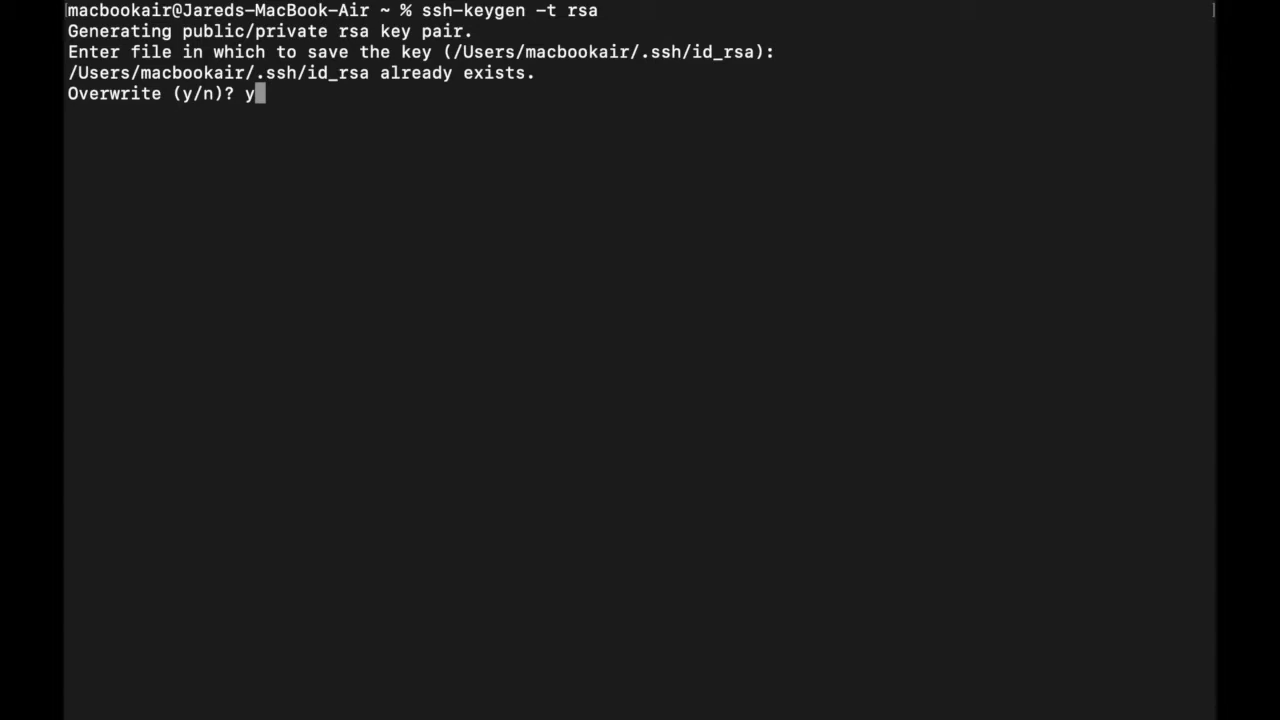 macbookair@Jareds-MacBook-Air ~ % ssh-keygen -t rsa
Generating public/private rsa key pair.
Enter file in which to save the key (/Users/macbookair/.ssh/id_rsa):
/Users/macbookair/.ssh/id_rsa already exists.
Overwrite (y/n)? y